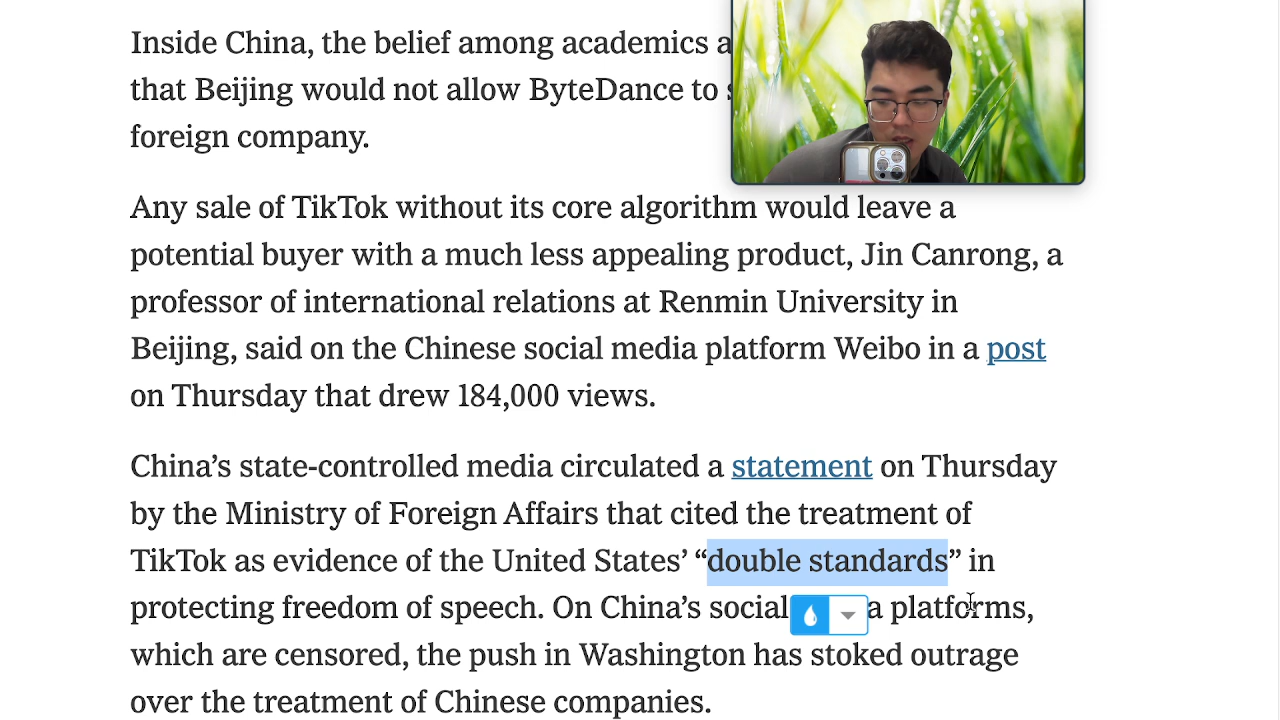 Inside China, the belief among academics a
that Beijing would not allow ByteDance to s
foreign company.
Any sale of TikTok without its core algorithm would leave a
potential buyer with a much less appealing product, Jin Canrong, a
professor of international relations at Renmin University in
Beijing, said on the Chinese social media platform Weibo in a post
on Thursday that drew 184,000 views.
China’s state-controlled media circulated a statement on Thursday
by the Ministry of Foreign Affairs that cited the treatment of
TikTok as evidence of the United States’ “double standards” in
protecting freedom of speech. On China’s social a platforms,
which are censored, the push in Washington has stoked outrage
over the treatment of Chinese companies.